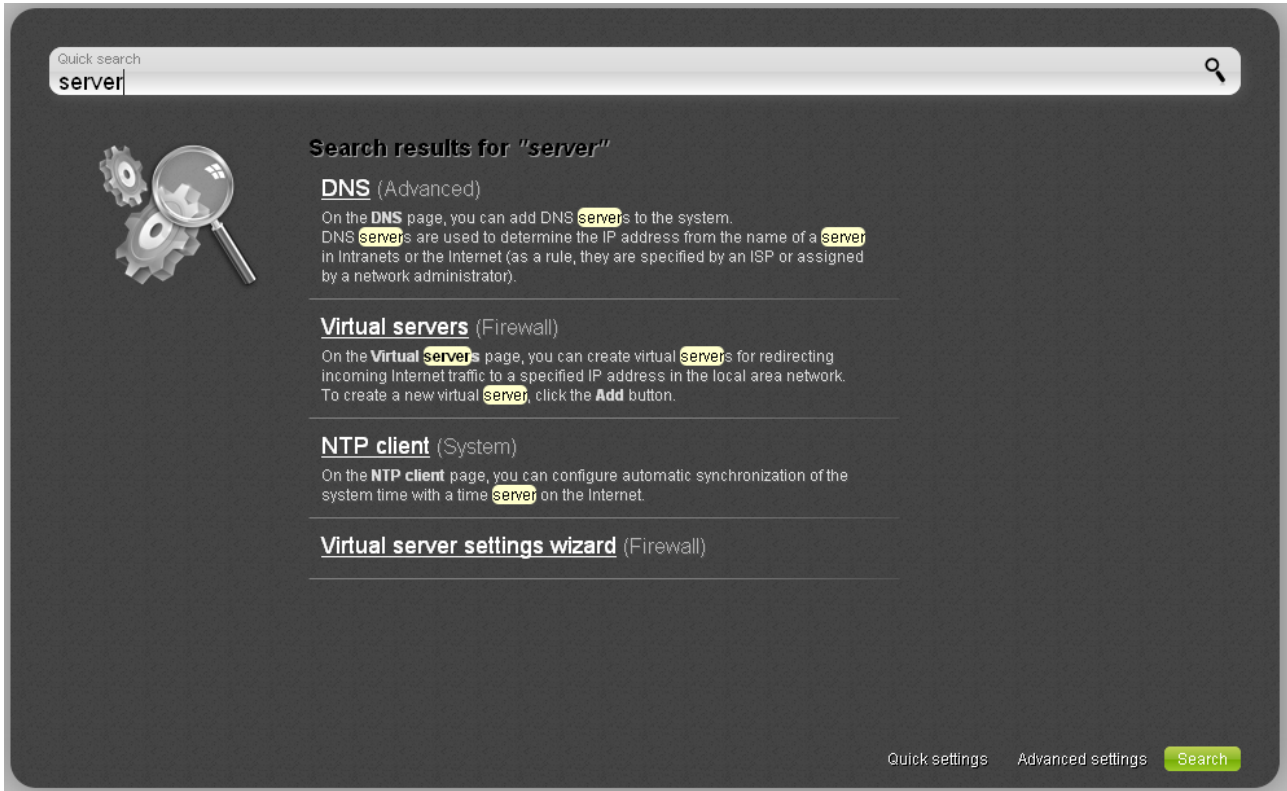 Quick search
server
Search results for "server"
DNS (Advanced)
On the DNS page, you can add DNS servers to the system.
DNS servers are used to determine the IP address from the name of a server
in Intranets or the Internet (as a rule, they are specified by an ISP or assigned
by a network administrator).
Virtual servers (Firewall)
On the Virtual servers page, you can create virtual servers for redirecting
incoming Internet traffic to a specified IP address in the local area network.
To create a new virtual server, click the Add button.
NTP client (System)
On the NTP client page, you can configure automatic synchronization of the
system time with a time server on the Internet.
Virtual server settings wizard (Firewall)
Quick settings Advanced settings Search